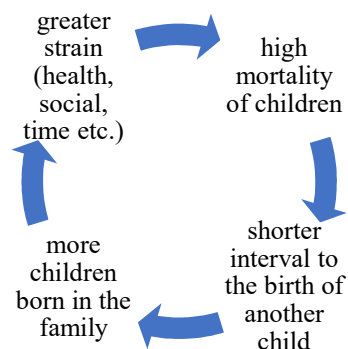 greater
strain
(health,
social,
time etc.)
high
mortality
of children
shorter
interval to
the birth of
another
child
more
children
born in the
family